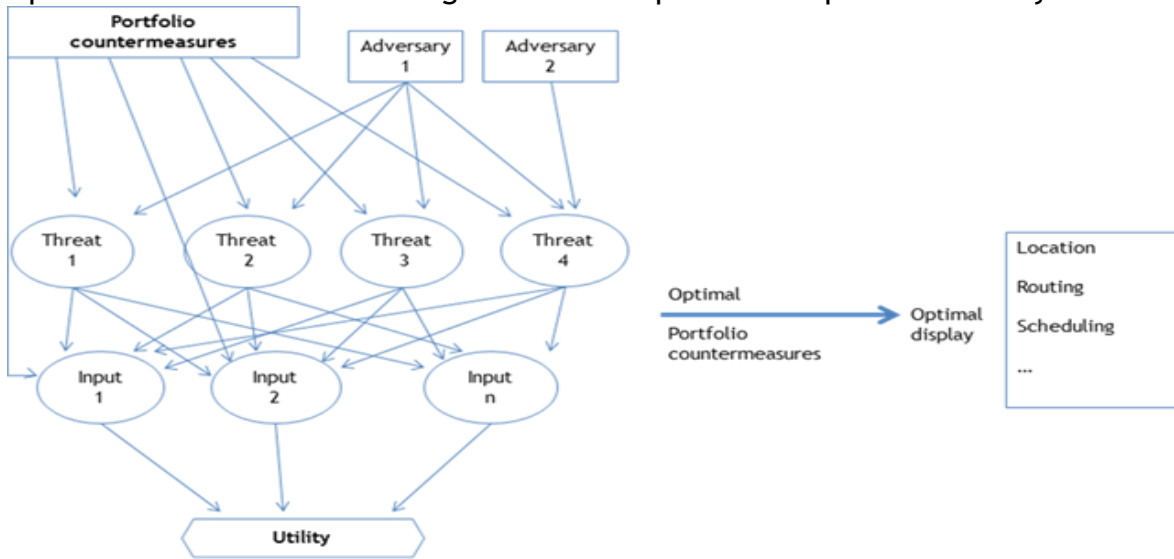 Portfolio
countermeasures
Adversary
1
Adversary
2
Threat
1
Threat
2
Threat
3
Threat
4
Input
1
Input
2
Input
n
Utility
Optimal
Portfolio
countermeasures
Optimal
display
Location
Routing
Scheduling
...